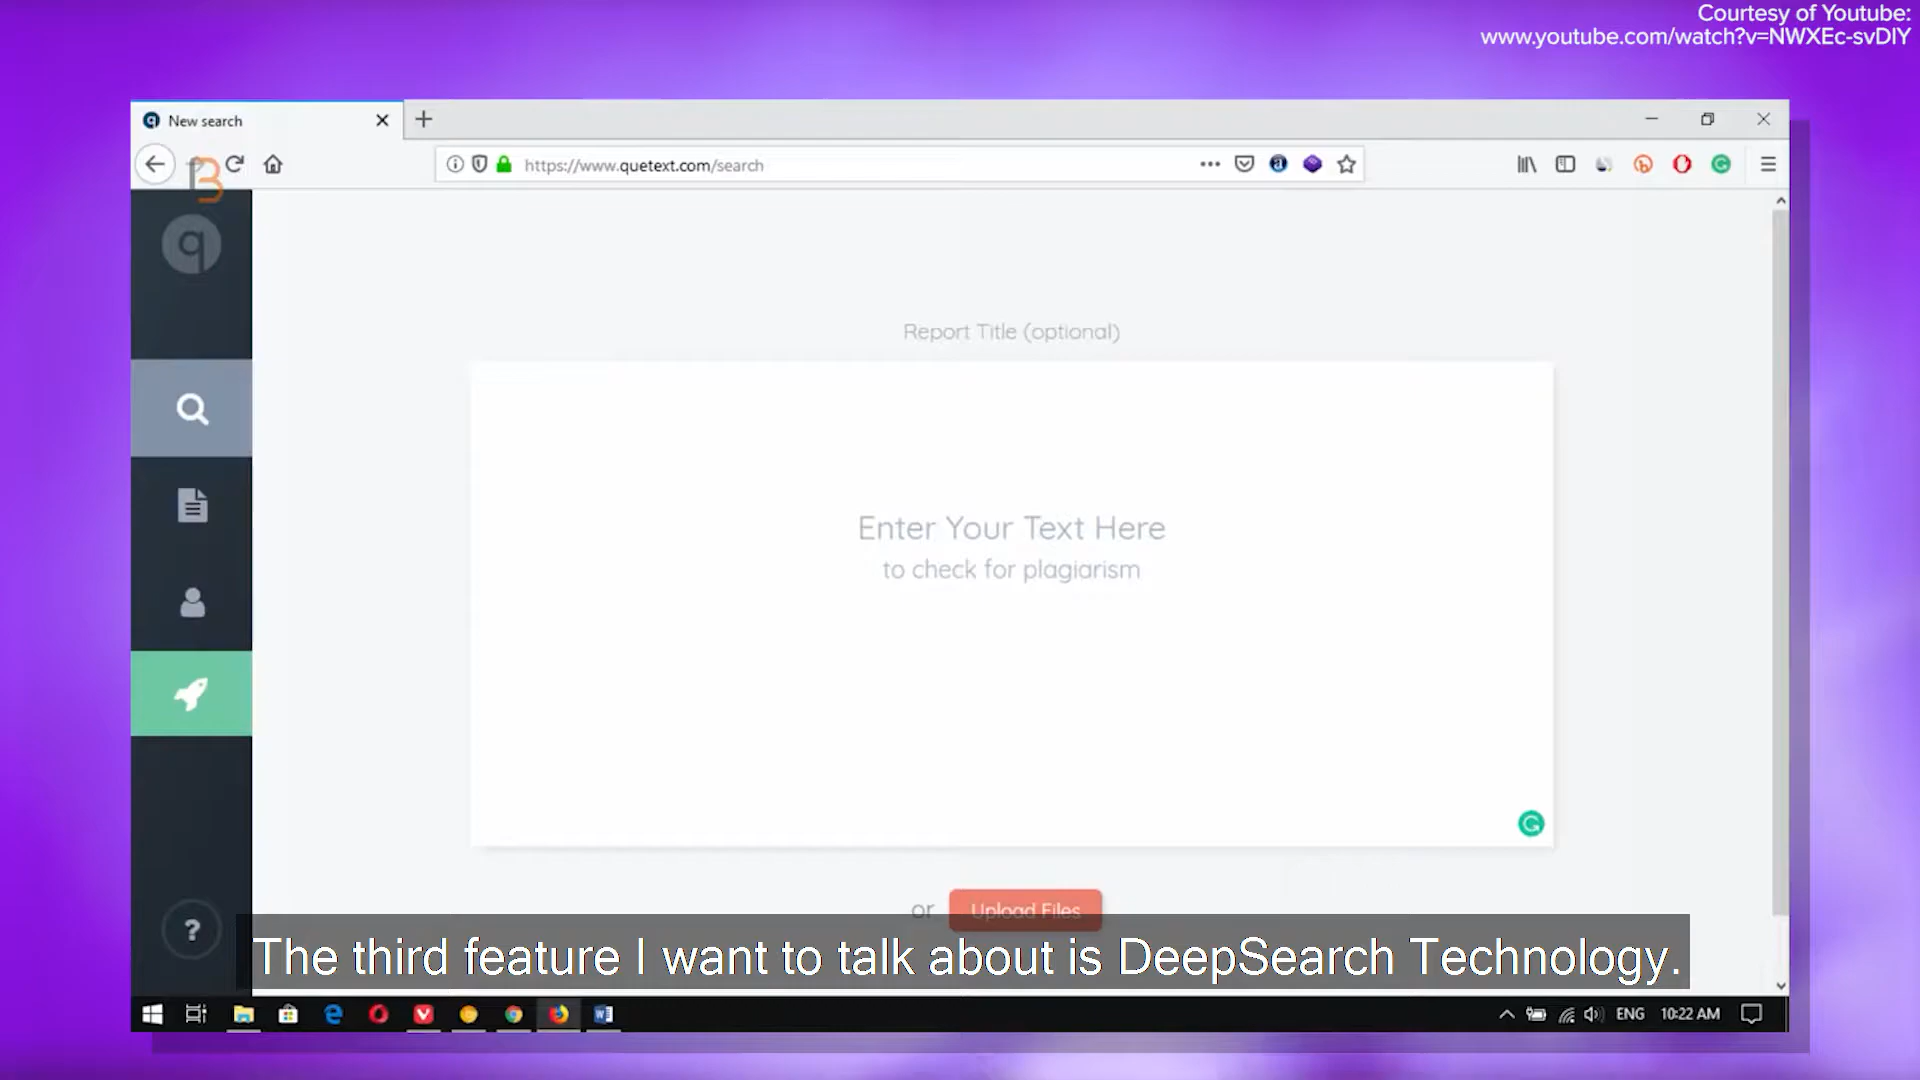 Courtesy of Youtube:
www.youtube.com/watch?v=NWXEc-svDIY
New search
https://www.quetext.com/search
Report Title (optional)
Enter Your Text Here
to check for plagiarism
or Upload Files
The third feature I want to talk about is DeepSearch Technology.
ENG 10:22 AM